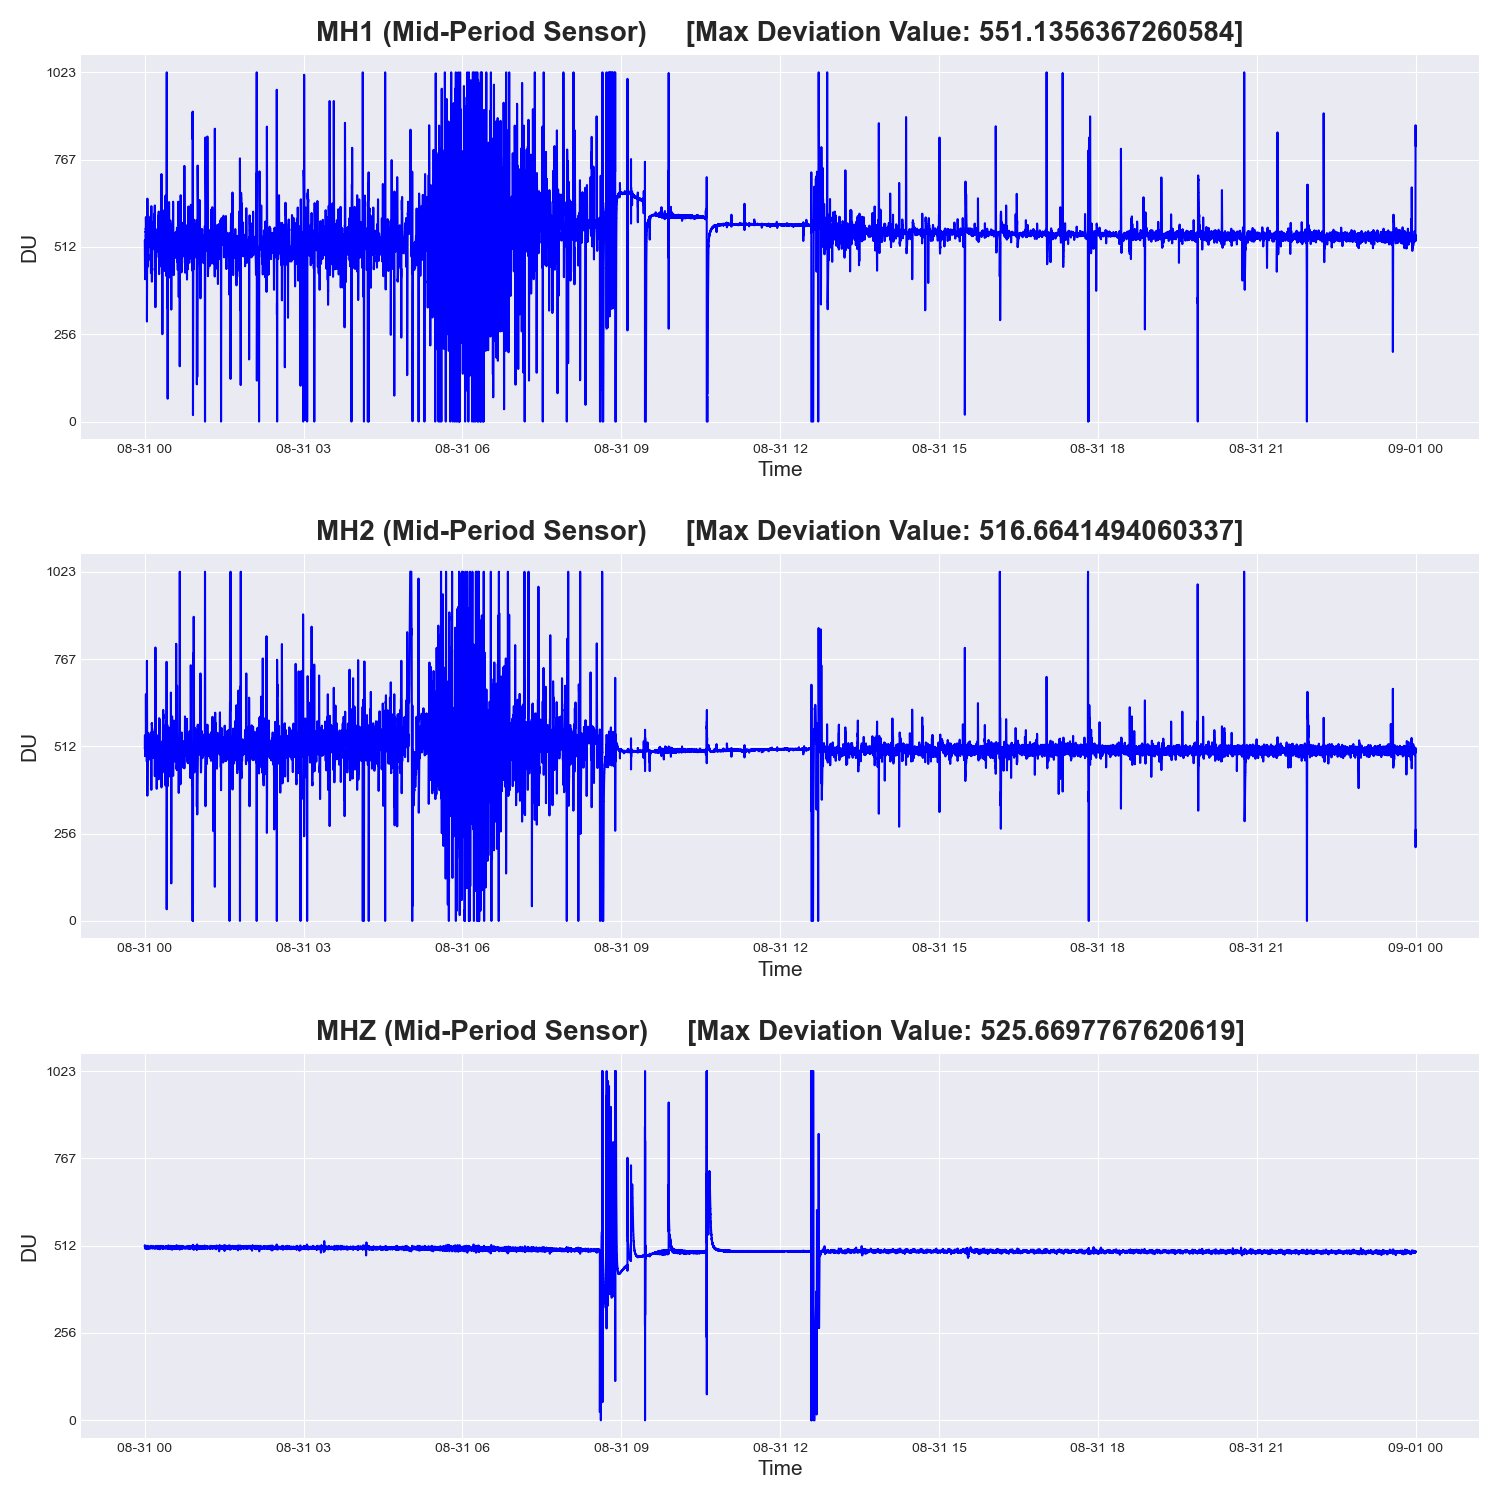 MH1 (Mid-Period Sensor) [Max Deviation Value: 551.1356367260584]
1023
767
512
256
0
DU
08-31 00 08-31 03 08-31 06 08-31 09 08-31 12 08-31 15 08-31 18 08-31 21 09-01 00
Time
MH2 (Mid-Period Sensor) [Max Deviation Value: 516.6641494060337]
1023
767
512
256
0
DU
08-31 00 08-31 03 08-31 06 08-31 09 08-31 12 08-31 15 08-31 18 08-31 21 09-01 00
Time
MHZ (Mid-Period Sensor) [Max Deviation Value: 525.6697767620619]
1023
767
512
256
0
DU
08-31 00 08-31 03 08-31 06 08-31 09 08-31 12 08-31 15 08-31 18 08-31 21 09-01 00
Time